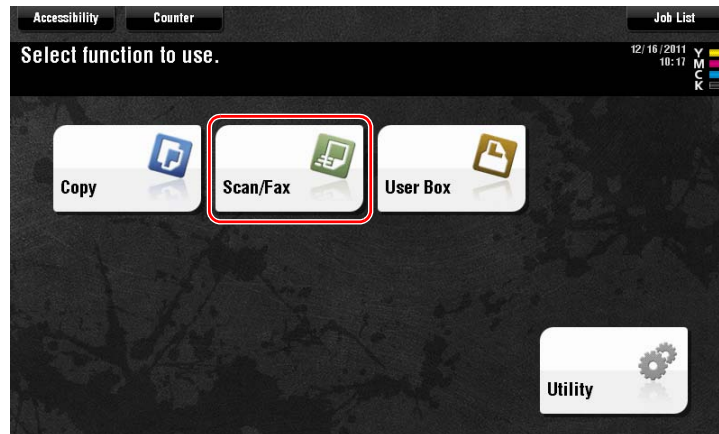 Accessibility
Counter
Job List
Select function to use.
12/16/2011
10:17
Y
M
C
K
Copy
Scan/Fax
User Box
Utility